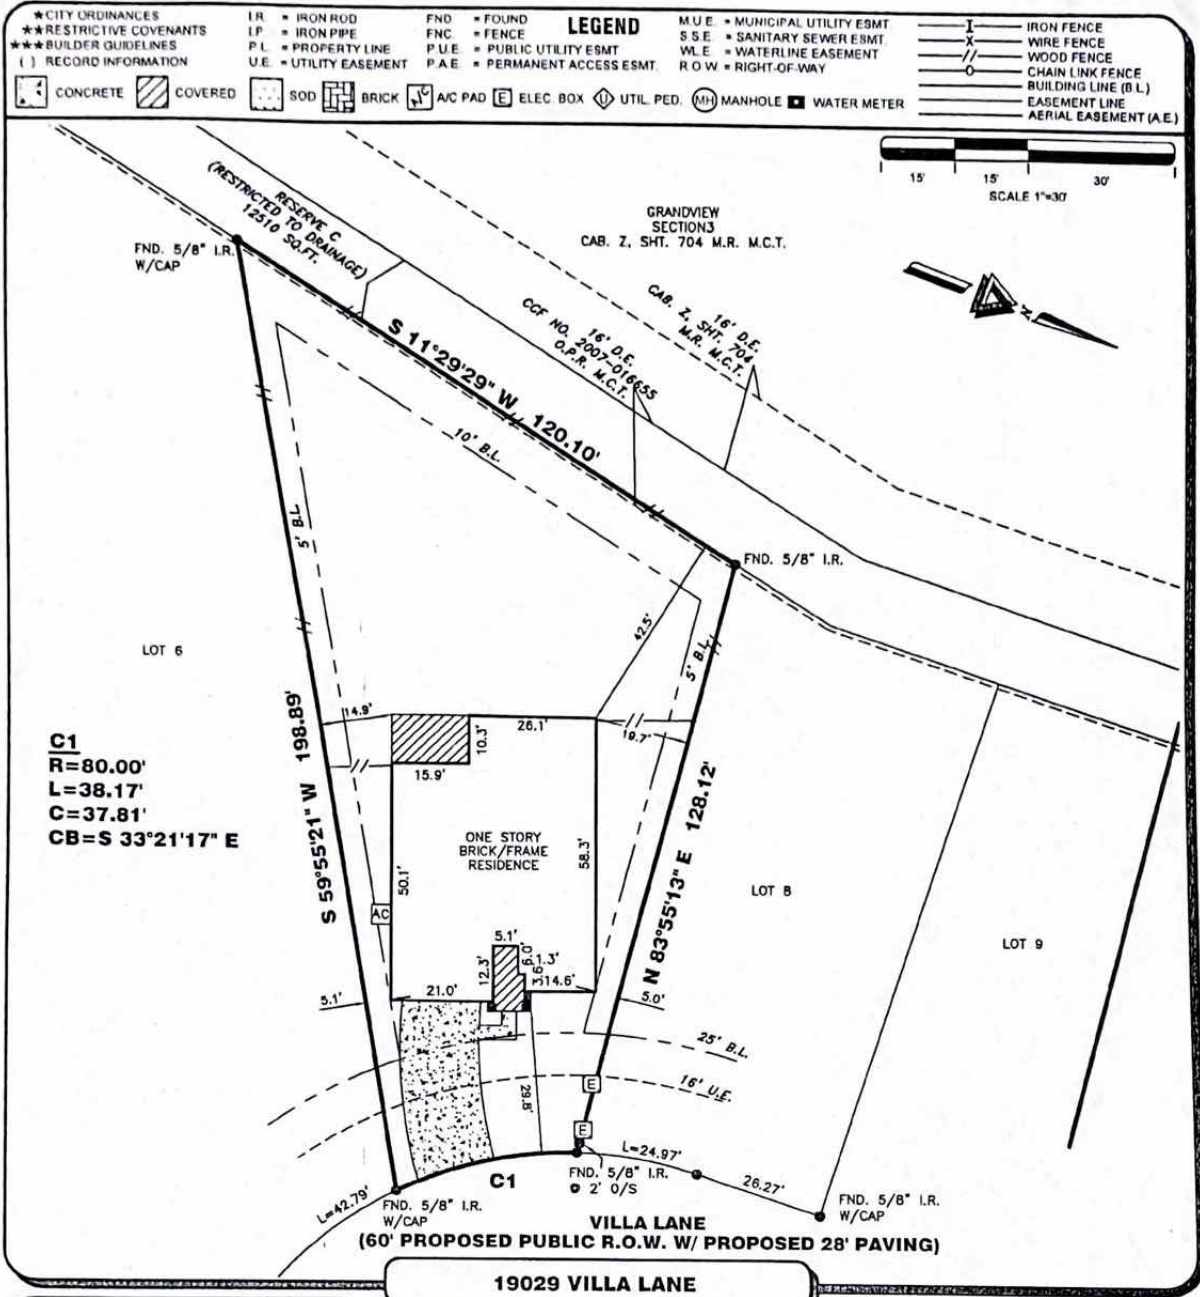 ★CITY ORDINANCES
★★RESTRICTIVE COVENANTS
★★★BUILDER GUIDELINES
( ) RECORD INFORMATION
I.R. = IRON ROD
I.P. = IRON PIPE
P.L. = PROPERTY LINE
U.E. = UTILITY EASEMENT
FND = FOUND
FNC. = FENCE
P.U.E. = PUBLIC UTILITY ESMT
P.A.E. = PERMANENT ACCESS ESMT.
LEGEND
M.U.E. = MUNICIPAL UTILITY ESMT
S.S.E. = SANITARY SEWER ESMT
W.L.E. = WATERLINE EASEMENT
R.O.W. = RIGHT-OF-WAY
I IRON FENCE
X WIRE FENCE
// WOOD FENCE
O CHAIN LINK FENCE
BUILDING LINE (B.L.)
EASEMENT LINE
AERIAL EASEMENT (A.E.)
CONCRETE
COVERED
SOD
BRICK
A/C A/C PAD
E ELEC. BOX
U UTIL. PED.
MH MANHOLE
WATER METER
15' 15' 30'
SCALE 1"=30'
RESERVE C
(RESTRICTED TO DRAINAGE)
12510 SQ.FT.
GRANDVIEW
SECTION3
CAB. Z, SHT. 704 M.R. M.C.T.
FND. 5/8" I.R.
W/CAP
N
16' D.E.
CAB. Z, SHT. 704
M.R. M.C.T.
16' D.E.
CCF NO. 2007-016655
O.P.R. M.C.T.
S 11°29'29" W 120.10'
10' B.L.
5' B.L.
FND. 5/8" I.R.
42.5'
5' B.L.
LOT 6
14.9'
26.1'
10.3'
19.7'
15.9'
C1
R=80.00'
L=38.17'
C=37.81'
CB=S 33°21'17" E
S 59°55'21" W 198.89'
N 83°55'13" E 128.12'
ONE STORY
BRICK/FRAME
RESIDENCE
50.1'
58.3'
LOT 8
LOT 9
AC
5.1'
6.0'
12.3'
1.3'
3.6'
14.6'
21.0'
5.1'
5.0'
25' B.L.
16' U.E.
29.8'
E
E
C1
L=24.97'
26.27'
L=42.79'
FND. 5/8" I.R.
W/CAP
FND. 5/8" I.R.
2' O/S
FND. 5/8" I.R.
W/CAP
VILLA LANE
(60' PROPOSED PUBLIC R.O.W. W/ PROPOSED 28' PAVING)
19029 VILLA LANE